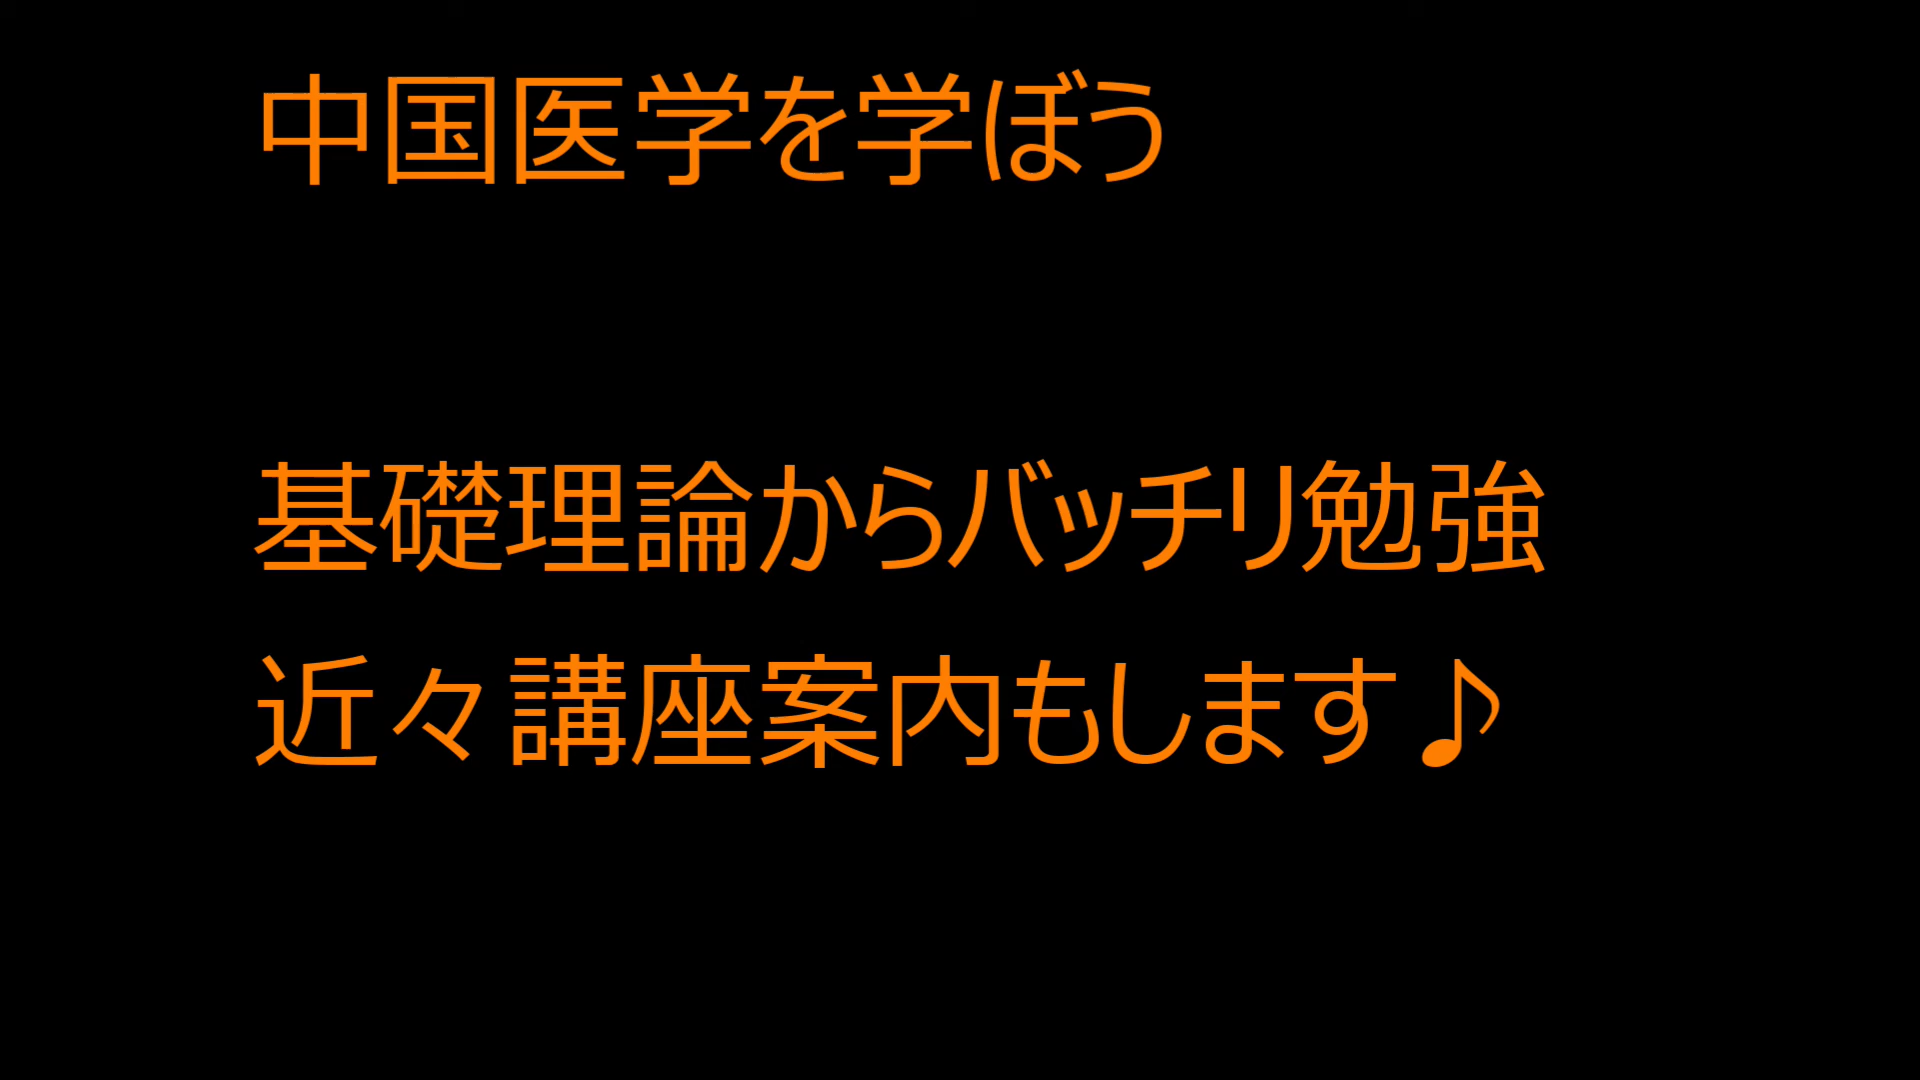 中国医学を学ぼう
基礎理論からバッチリ勉強
近々講座案内もします♪